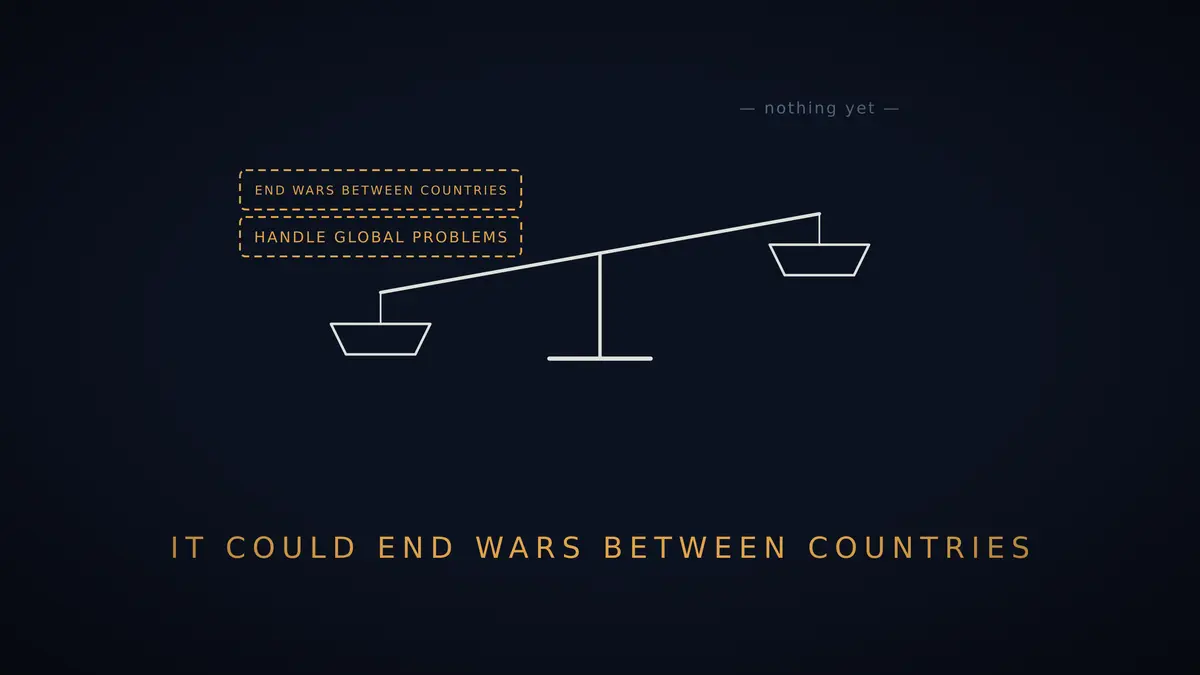 — nothing yet —
END WARS BETWEEN COUNTRIES
HANDLE GLOBAL PROBLEMS
IT COULD END WARS BETWEEN COUNTRIES